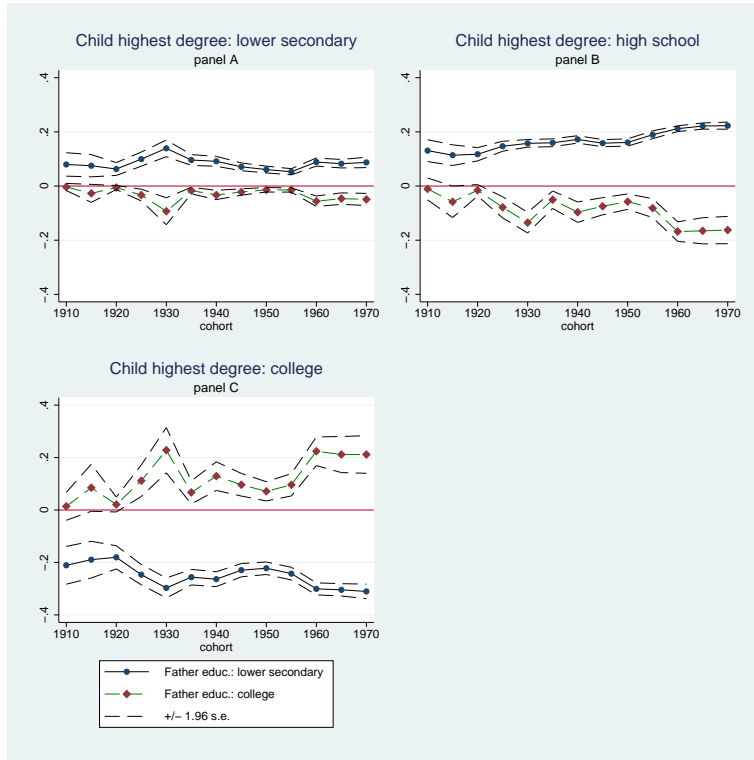 Child highest degree: lower secondary
panel A
.4
.2
0
-.2
-.4
1910 1920 1930 1940 1950 1960 1970
cohort
Child highest degree: high school
panel B
.4
.2
0
-.2
-.4
1910 1920 1930 1940 1950 1960 1970
cohort
Child highest degree: college
panel C
.4
.2
0
-.2
-.4
1910 1920 1930 1940 1950 1960 1970
cohort
Father educ.: lower secondary
Father educ.: college
+/- 1.96 s.e.